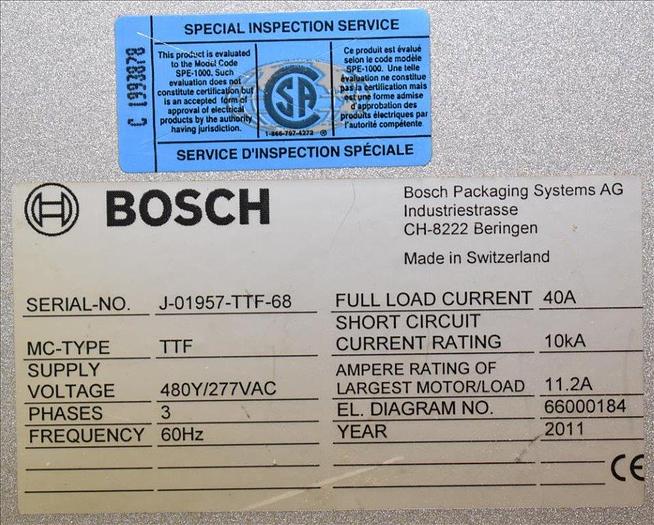 SPECIAL INSPECTION SERVICE
C 1993878
This product is evaluated
to the Model Code
SPE-1000. Such
evaluation does not
constitute certification but
is an accepted form of
approval of electrical
products by the authority
having jurisdiction.
CSA
1-866-797-4272 ®
Ce produit est évalué
selon le code modèle
SPE-1000. Une telle
évaluation ne constitue
pas la certification mais
est une forme admise
d'approbation des
produits électriques par
l'autorité compétente.
SERVICE D'INSPECTION SPÉCIALE
BOSCH
Bosch Packaging Systems AG
Industriestrasse
CH-8222 Beringen
Made in Switzerland
SERIAL-NO. J-01957-TTF-68
MC-TYPE TTF
SUPPLY
VOLTAGE 480Y/277VAC
PHASES 3
FREQUENCY 60Hz
FULL LOAD CURRENT 40A
SHORT CIRCUIT
CURRENT RATING 10kA
AMPERE RATING OF
LARGEST MOTOR/LOAD 11.2A
EL. DIAGRAM NO. 66000184
YEAR 2011
CE